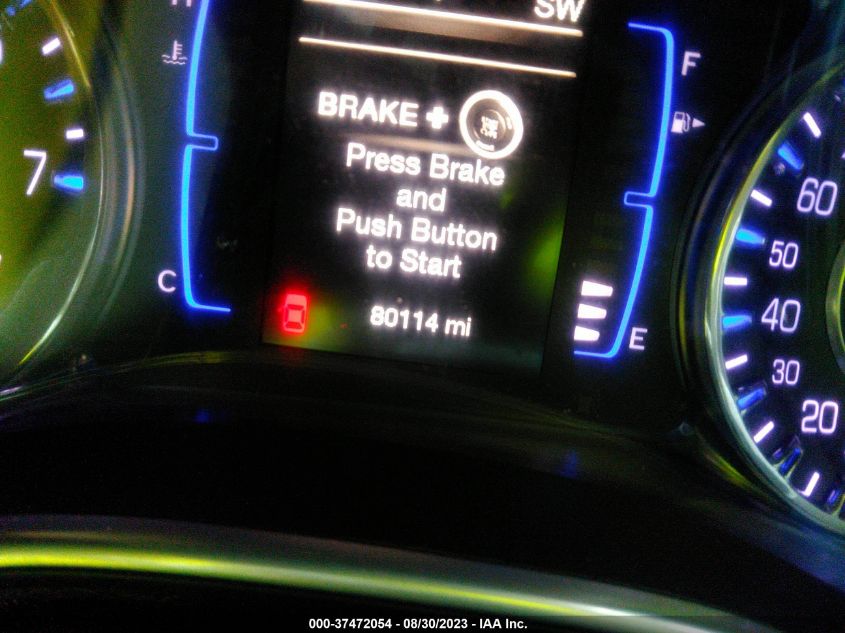 SW
H
F
BRAKE +
Press Brake
and
Push Button
to Start
7
60
50
C
80114 mi
E
40
30
20
000-37472054 - 08/30/2023 - IAA Inc.